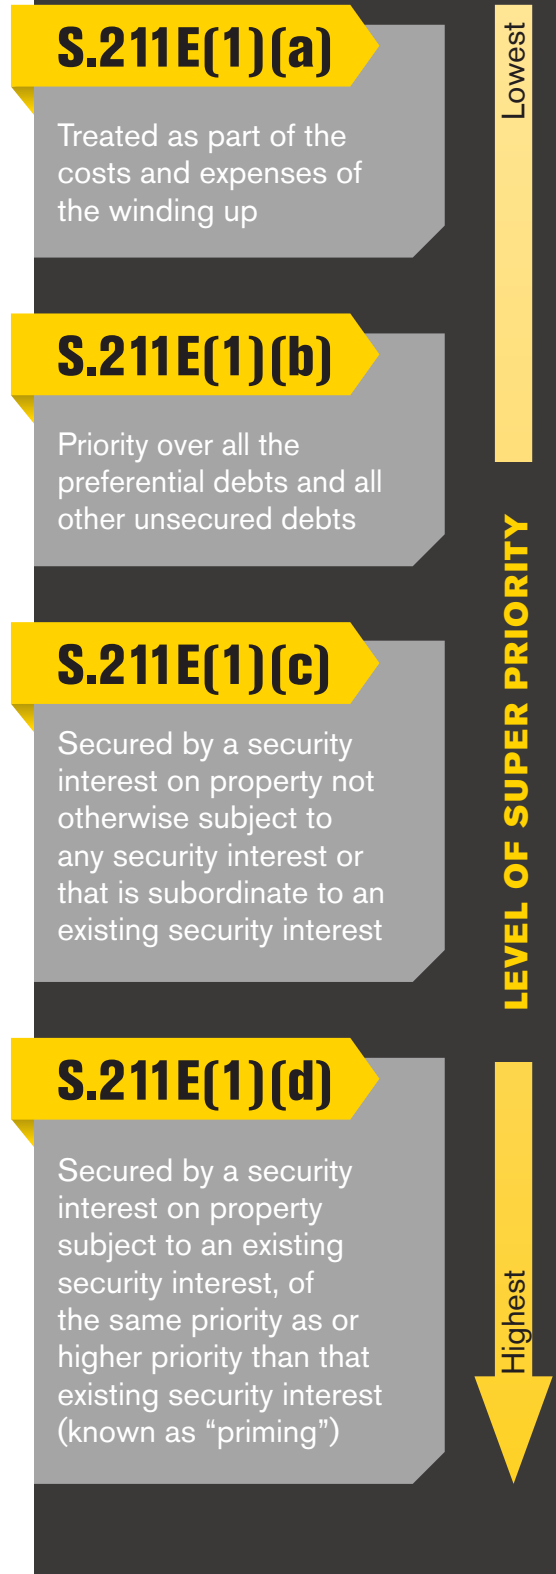 S.211E(1)(a)
Treated as part of the
costs and expenses of
the winding up
S.211E(1)(b)
Priority over all the
preferential debts and all
other unsecured debts
S.211E(1)(c)
Secured by a security
interest on property not
otherwise subject to
any security interest or
that is subordinate to an
existing security interest
S.211E(1)(d)
Secured by a security
interest on property
subject to an existing
security interest, of
the same priority as or
higher priority than that
existing security interest
(known as “priming”)
Lowest
LEVEL OF SUPER PRIORITY
Highest